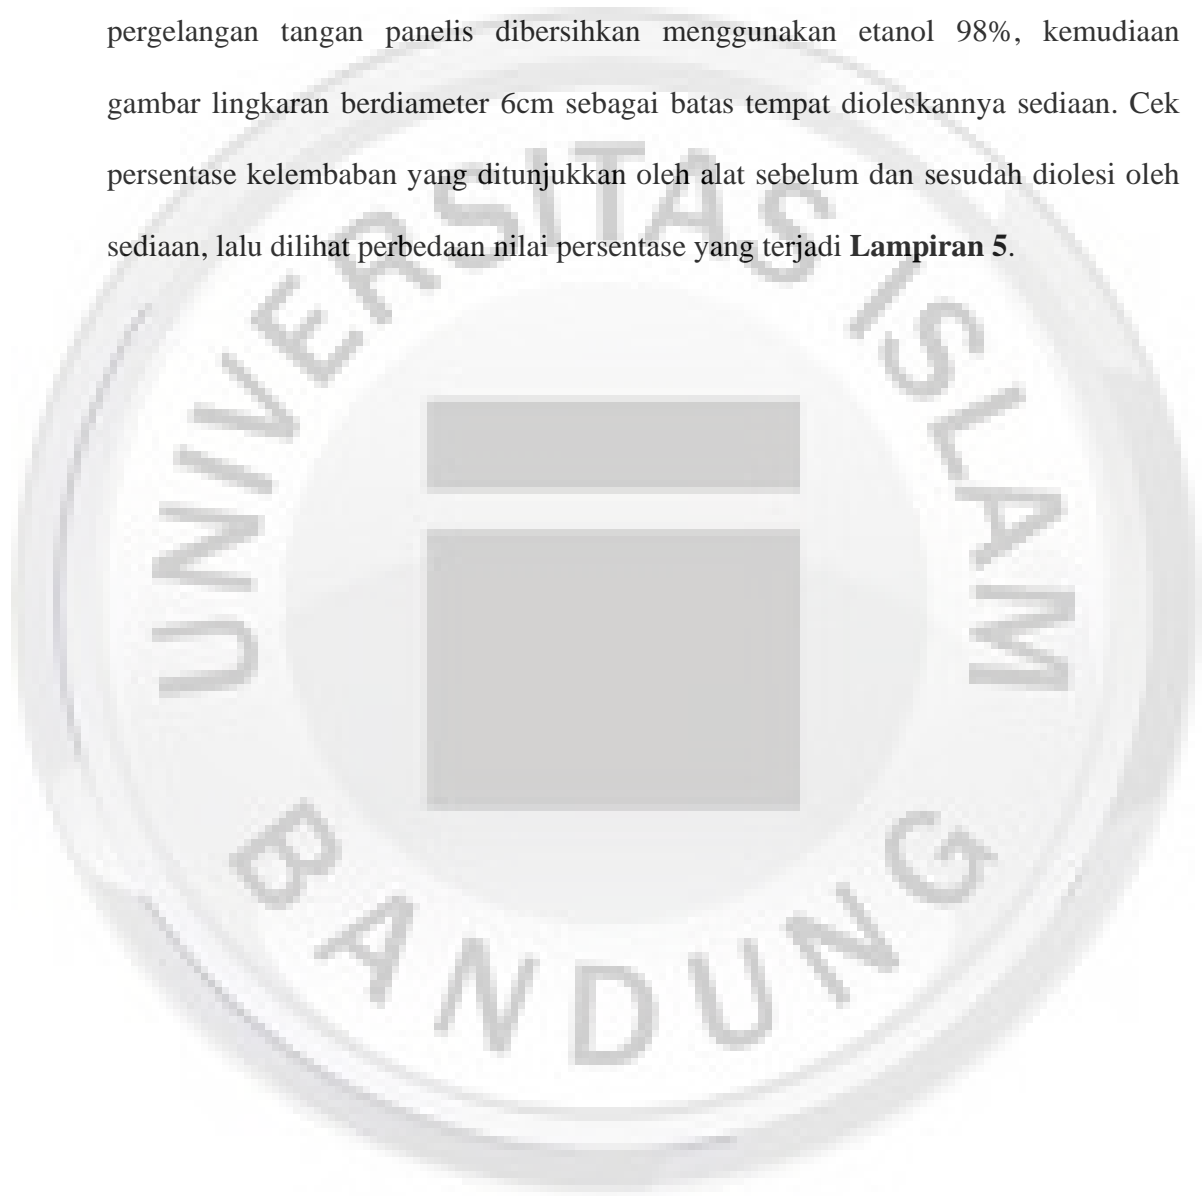 pergelangan tangan panelis dibersihkan menggunakan etanol 98%, kemudiaan
gambar lingkaran berdiameter 6cm sebagai batas tempat dioleskannya sediaan. Cek
persentase kelembaban yang ditunjukkan oleh alat sebelum dan sesudah diolesi oleh
sediaan, lalu dilihat perbedaan nilai persentase yang terjadi Lampiran 5.
UNIVERSITAS ISLAM
BANDUNG